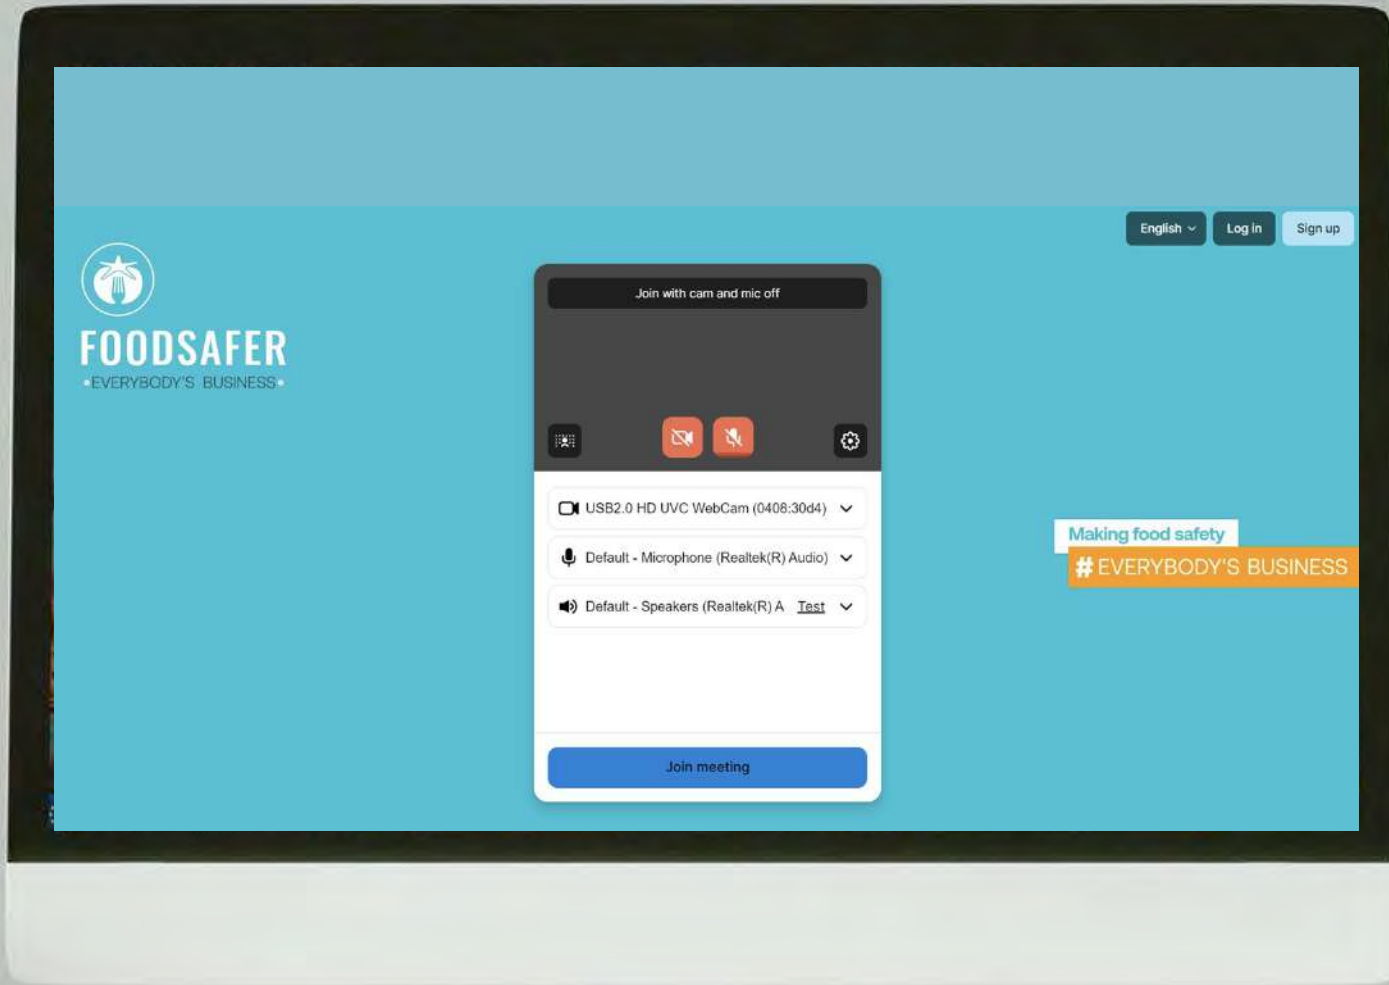 English
Log in
Sign up
FOODSAFER
•EVERYBODY'S BUSINESS•
Join with cam and mic off
USB2.0 HD UVC WebCam (0408:30d4)
Default - Microphone (Realtek(R) Audio)
Default - Speakers (Realtek(R) A Test
Making food safety
#EVERYBODY'S BUSINESS
Join meeting